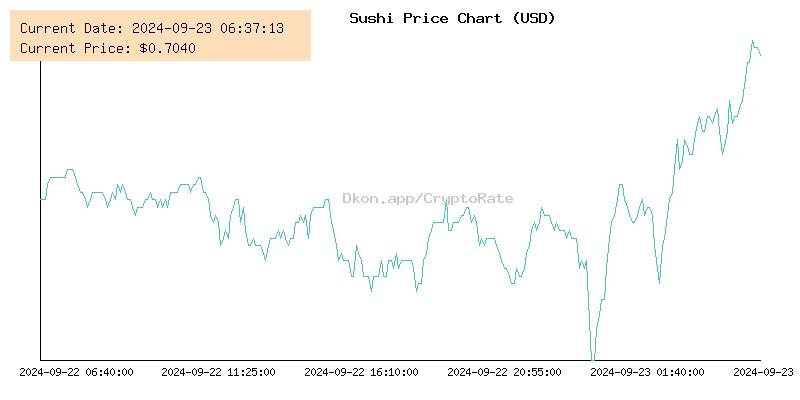 Sushi Price Chart (USD)
Current Date: 2024-09-23 06:37:13
Current Price: $0.7040
Dkon.app/CryptoRate
2024-09-22 06:40:00 2024-09-22 11:25:00 2024-09-22 16:10:00 2024-09-22 20:55:00 2024-09-23 01:40:00 2024-09-23